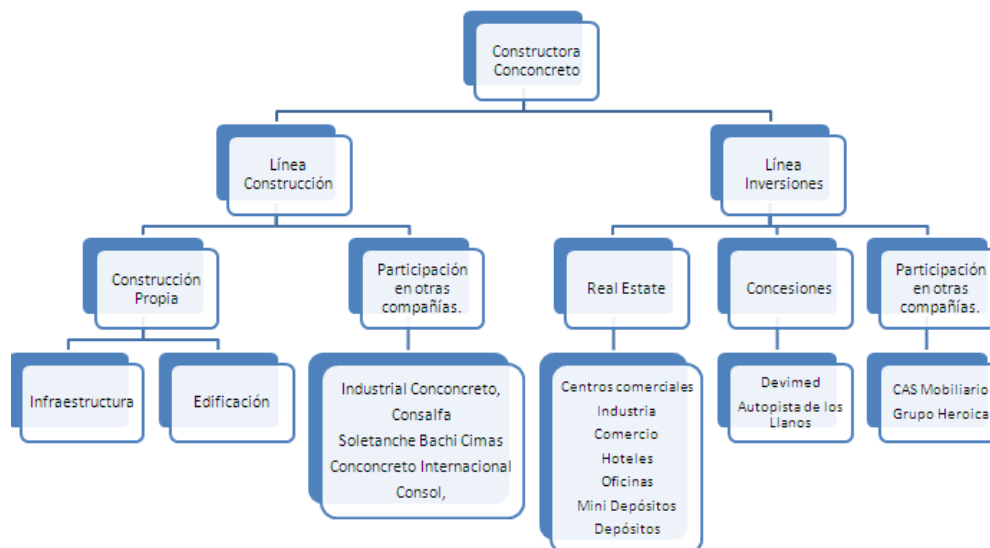 Constructora
Conconcreto
Línea
Construcción
Línea
Inversiones
Construcción
Propia
Participación
en otras
compañías.
Real Estate
Concesiones
Participación
en otras
compañías.
Infraestructura
Edificación
Industrial Conconcreto,
Consalfa
Soletanche Bachi Cimas
Conconcreto Internacional
Consol,
Centros comerciales
Industria
Comercio
Hoteles
Oficinas
Mini Depósitos
Depósitos
Devimed
Autopista de los
Llanos
CAS Mobiliario
Grupo Heroica